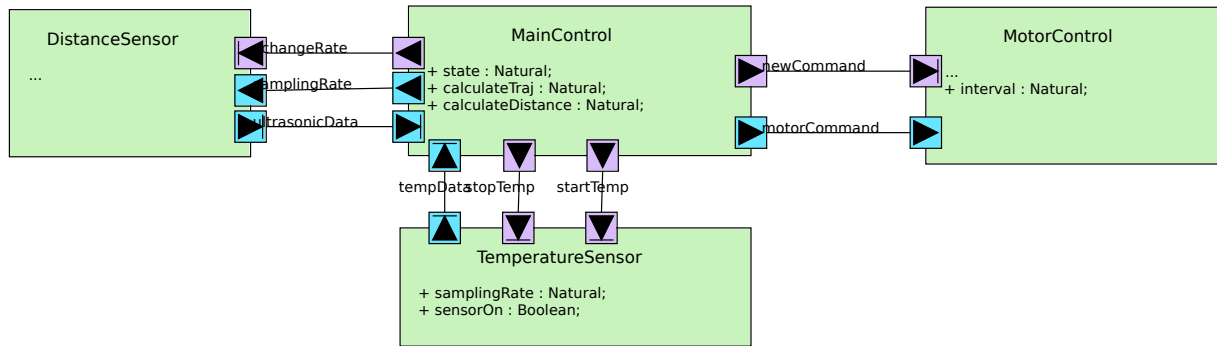 DistanceSensor
...
changeRate
samplingRate
ultrasonicData
MainControl
+ state : Natural;
+ calculateTraj : Natural;
+ calculateDistance : Natural;
newCommand
motorCommand
MotorControl
...
+ interval : Natural;
tempData
stopTemp
startTemp
TemperatureSensor
+ samplingRate : Natural;
+ sensorOn : Boolean;